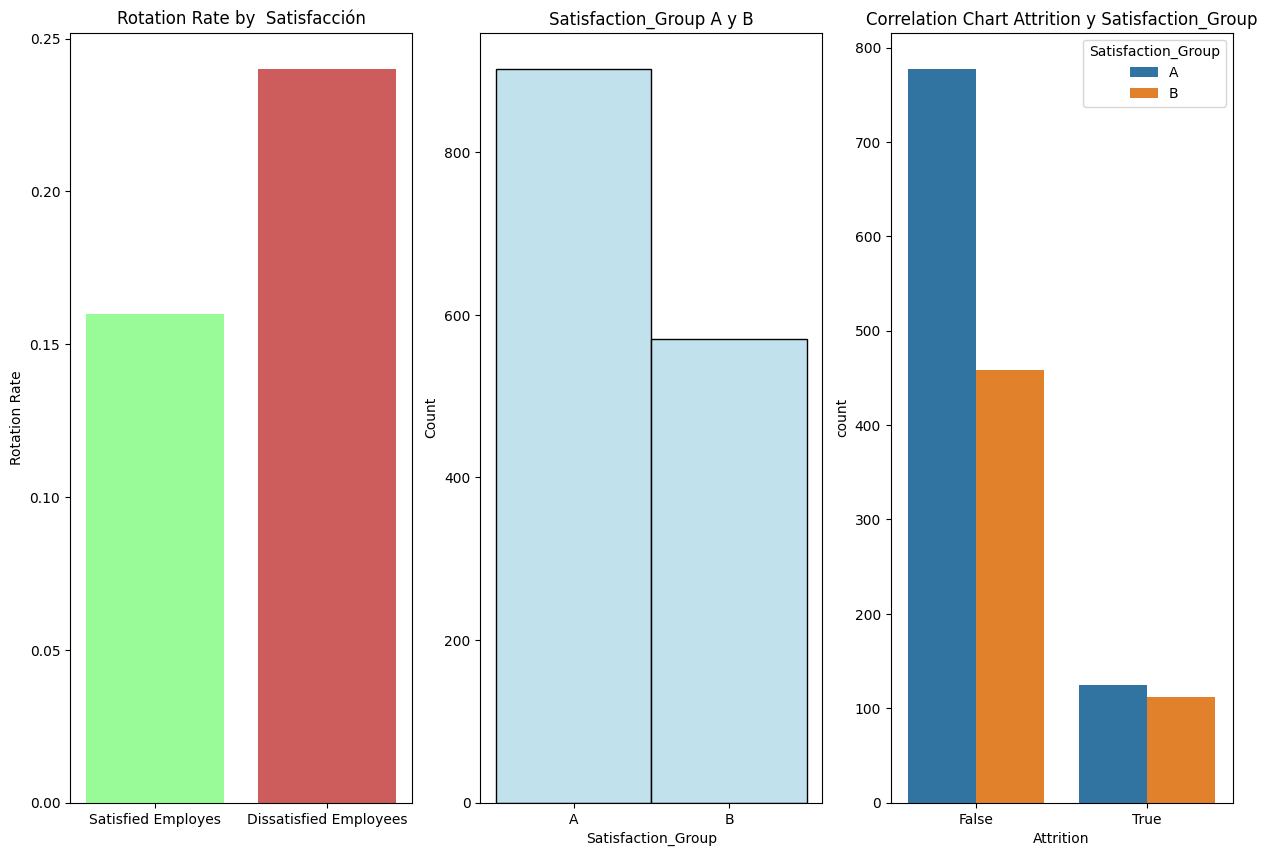 Rotation Rate by  Satisfacción
Rotation Rate
0.25
0.20
0.15
0.10
0.05
0.00
Satisfied Employes
Dissatisfied Employees
Satisfaction_Group A y B
Count
800
600
400
200
0
A
B
Satisfaction_Group
Correlation Chart Attrition y Satisfaction_Group
count
800
700
600
500
400
300
200
100
0
Satisfaction_Group
A
B
False
True
Attrition